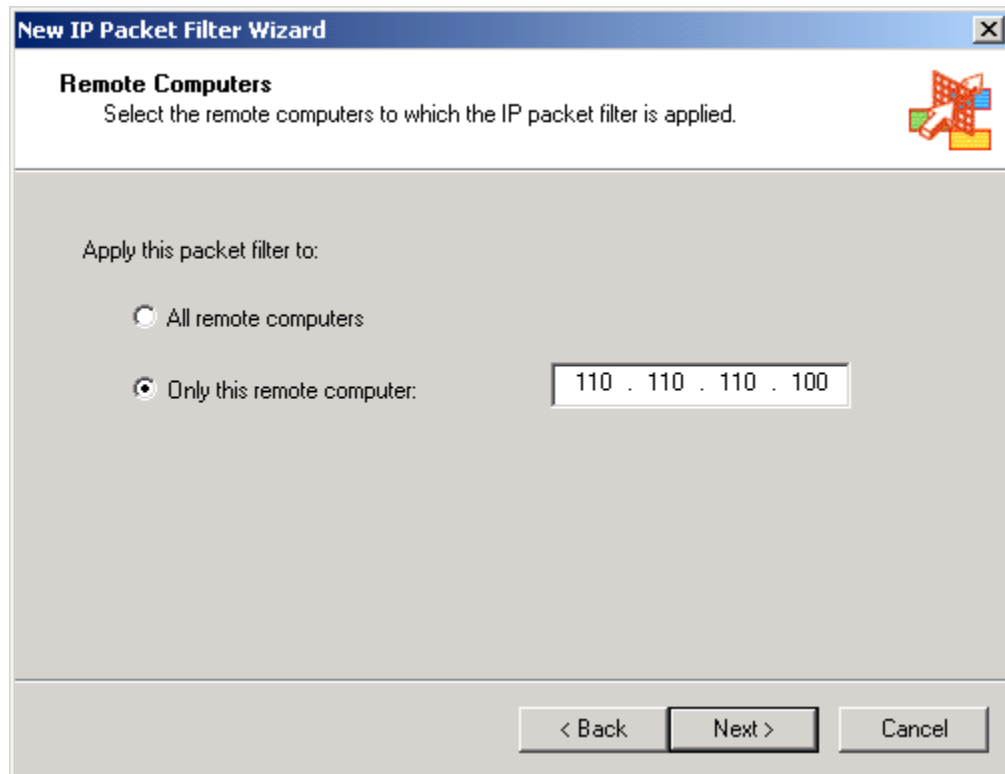 New IP Packet Filter Wizard
Remote Computers
Select the remote computers to which the IP packet filter is applied.
Apply this packet filter to:
All remote computers
Only this remote computer: 110 . 110 . 110 . 100
< Back Next > Cancel